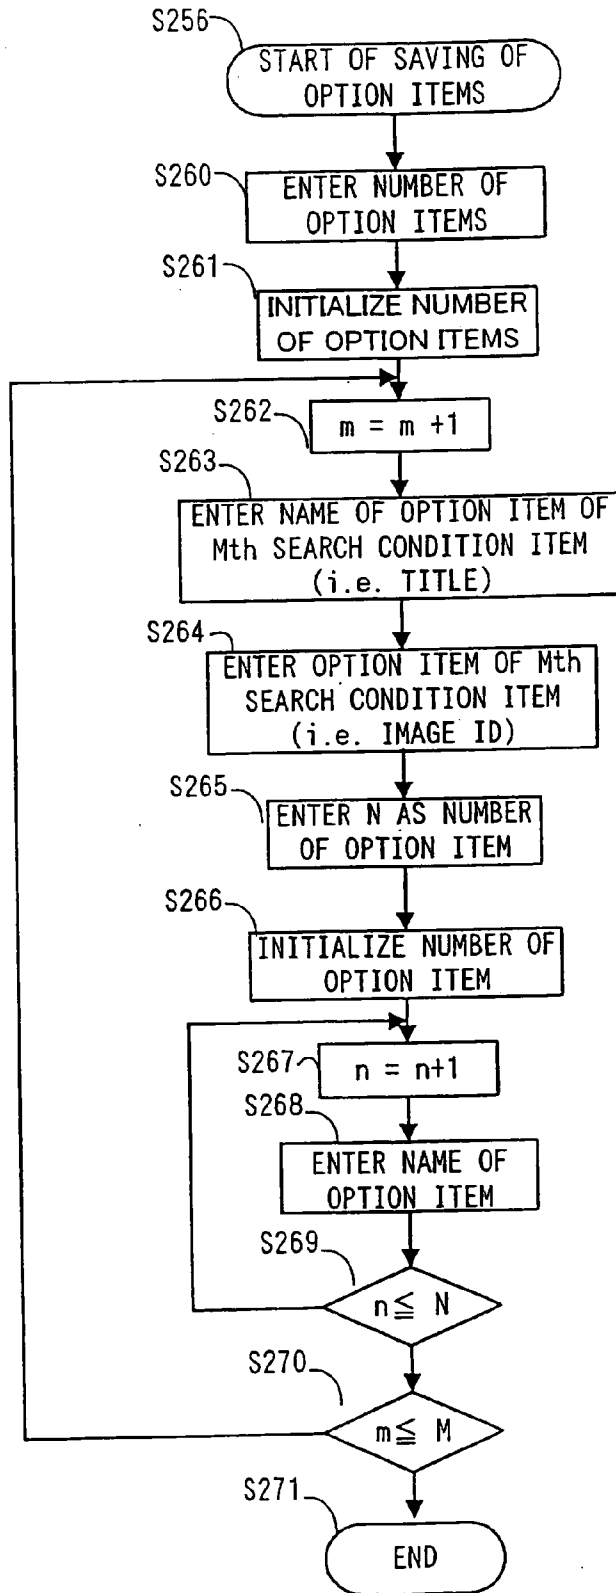 S256
START OF SAVING OF
OPTION ITEMS
S260
ENTER NUMBER OF
OPTION ITEMS
S261
INITIALIZE NUMBER
OF OPTION ITEMS
S262
m = m +1
S263
ENTER NAME OF OPTION ITEM OF
Mth SEARCH CONDITION ITEM
(i.e. TITLE)
S264
ENTER OPTION ITEM OF Mth
SEARCH CONDITION ITEM
(i.e. IMAGE ID)
S265
ENTER N AS NUMBER
OF OPTION ITEM
S266
INITIALIZE NUMBER OF
OPTION ITEM
S267
n = n+1
S268
ENTER NAME OF
OPTION ITEM
S269
n≦ N
S270
m≦ M
S271
END